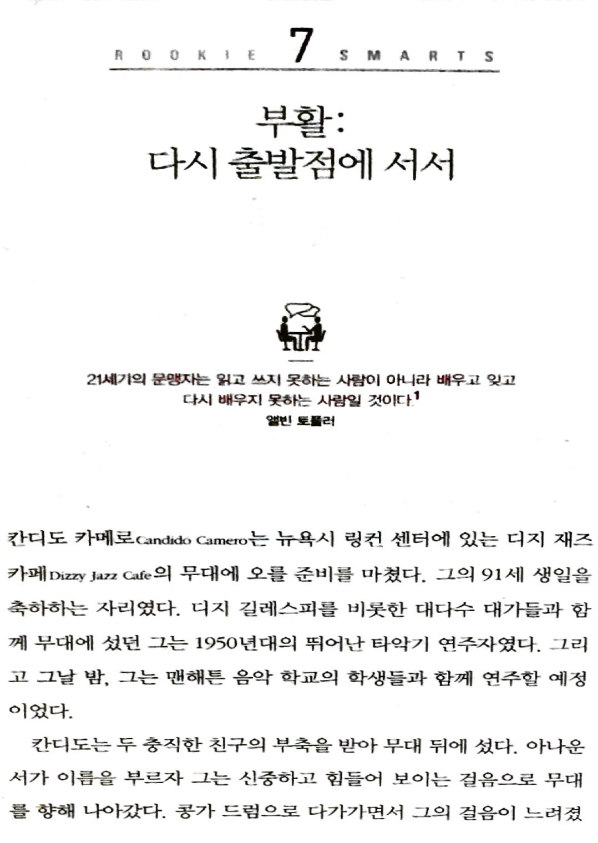 ROOKIE 7 SMARTS
부활:
다시 출발점에 서서
21세기의 문맹자는 읽고 쓰지 못하는 사람이 아니라 배우고 잊고
다시 배우지 못하는 사람일 것이다.1
앨빈 토플러
칸디도 카메로Candido Camero는 뉴욕시 링컨 센터에 있는 디지 재즈
카페Dizzy Jazz Cafe의 무대에 오를 준비를 마쳤다. 그의 91세 생일을
축하하는 자리였다. 디지 길레스피를 비롯한 대다수 대가들과 함
께 무대에 섰던 그는 1950년대의 뛰어난 타악기 연주자였다. 그리
고 그날 밤, 그는 맨해튼 음악 학교의 학생들과 함께 연주할 예정
이었다.
칸디도는 두 충직한 친구의 부축을 받아 무대 뒤에 섰다. 아나운
서가 이름을 부르자 그는 신중하고 힘들어 보이는 걸음으로 무대
를 향해 나아갔다. 콩가 드럼으로 다가가면서 그의 걸음이 느려졌